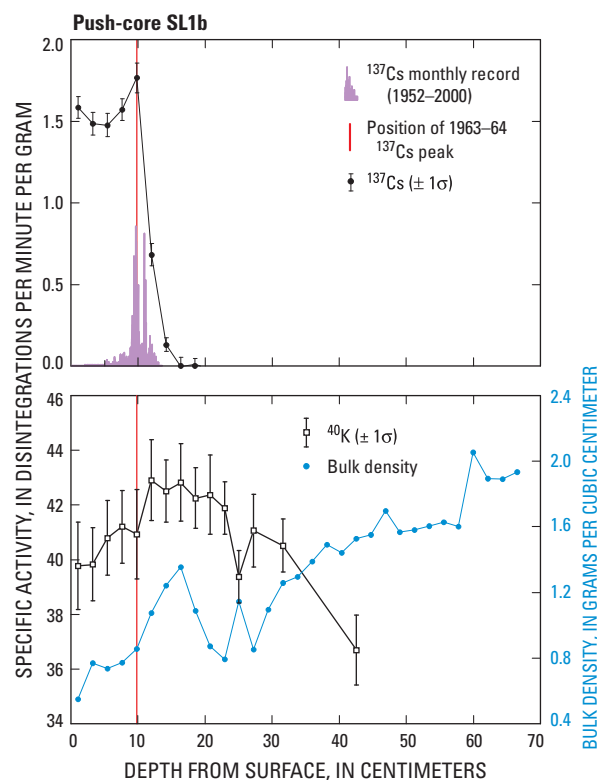 Push-core SL1b
2.0
1.5
1.0
0.5
0.0
¹³⁷Cs monthly record
(1952–2000)
Position of 1963–64
¹³⁷Cs peak
¹³⁷Cs (± 1σ)
SPECIFIC ACTIVITY, IN DISINTEGRATIONS PER MINUTE PER GRAM
46
44
42
40
38
36
34
⁴⁰K (± 1σ)
Bulk density
2.4
2.0
1.6
1.2
0.8
0.4
BULK DENSITY, IN GRAMS PER CUBIC CENTIMETER
0 10 20 30 40 50 60 70
DEPTH FROM SURFACE, IN CENTIMETERS